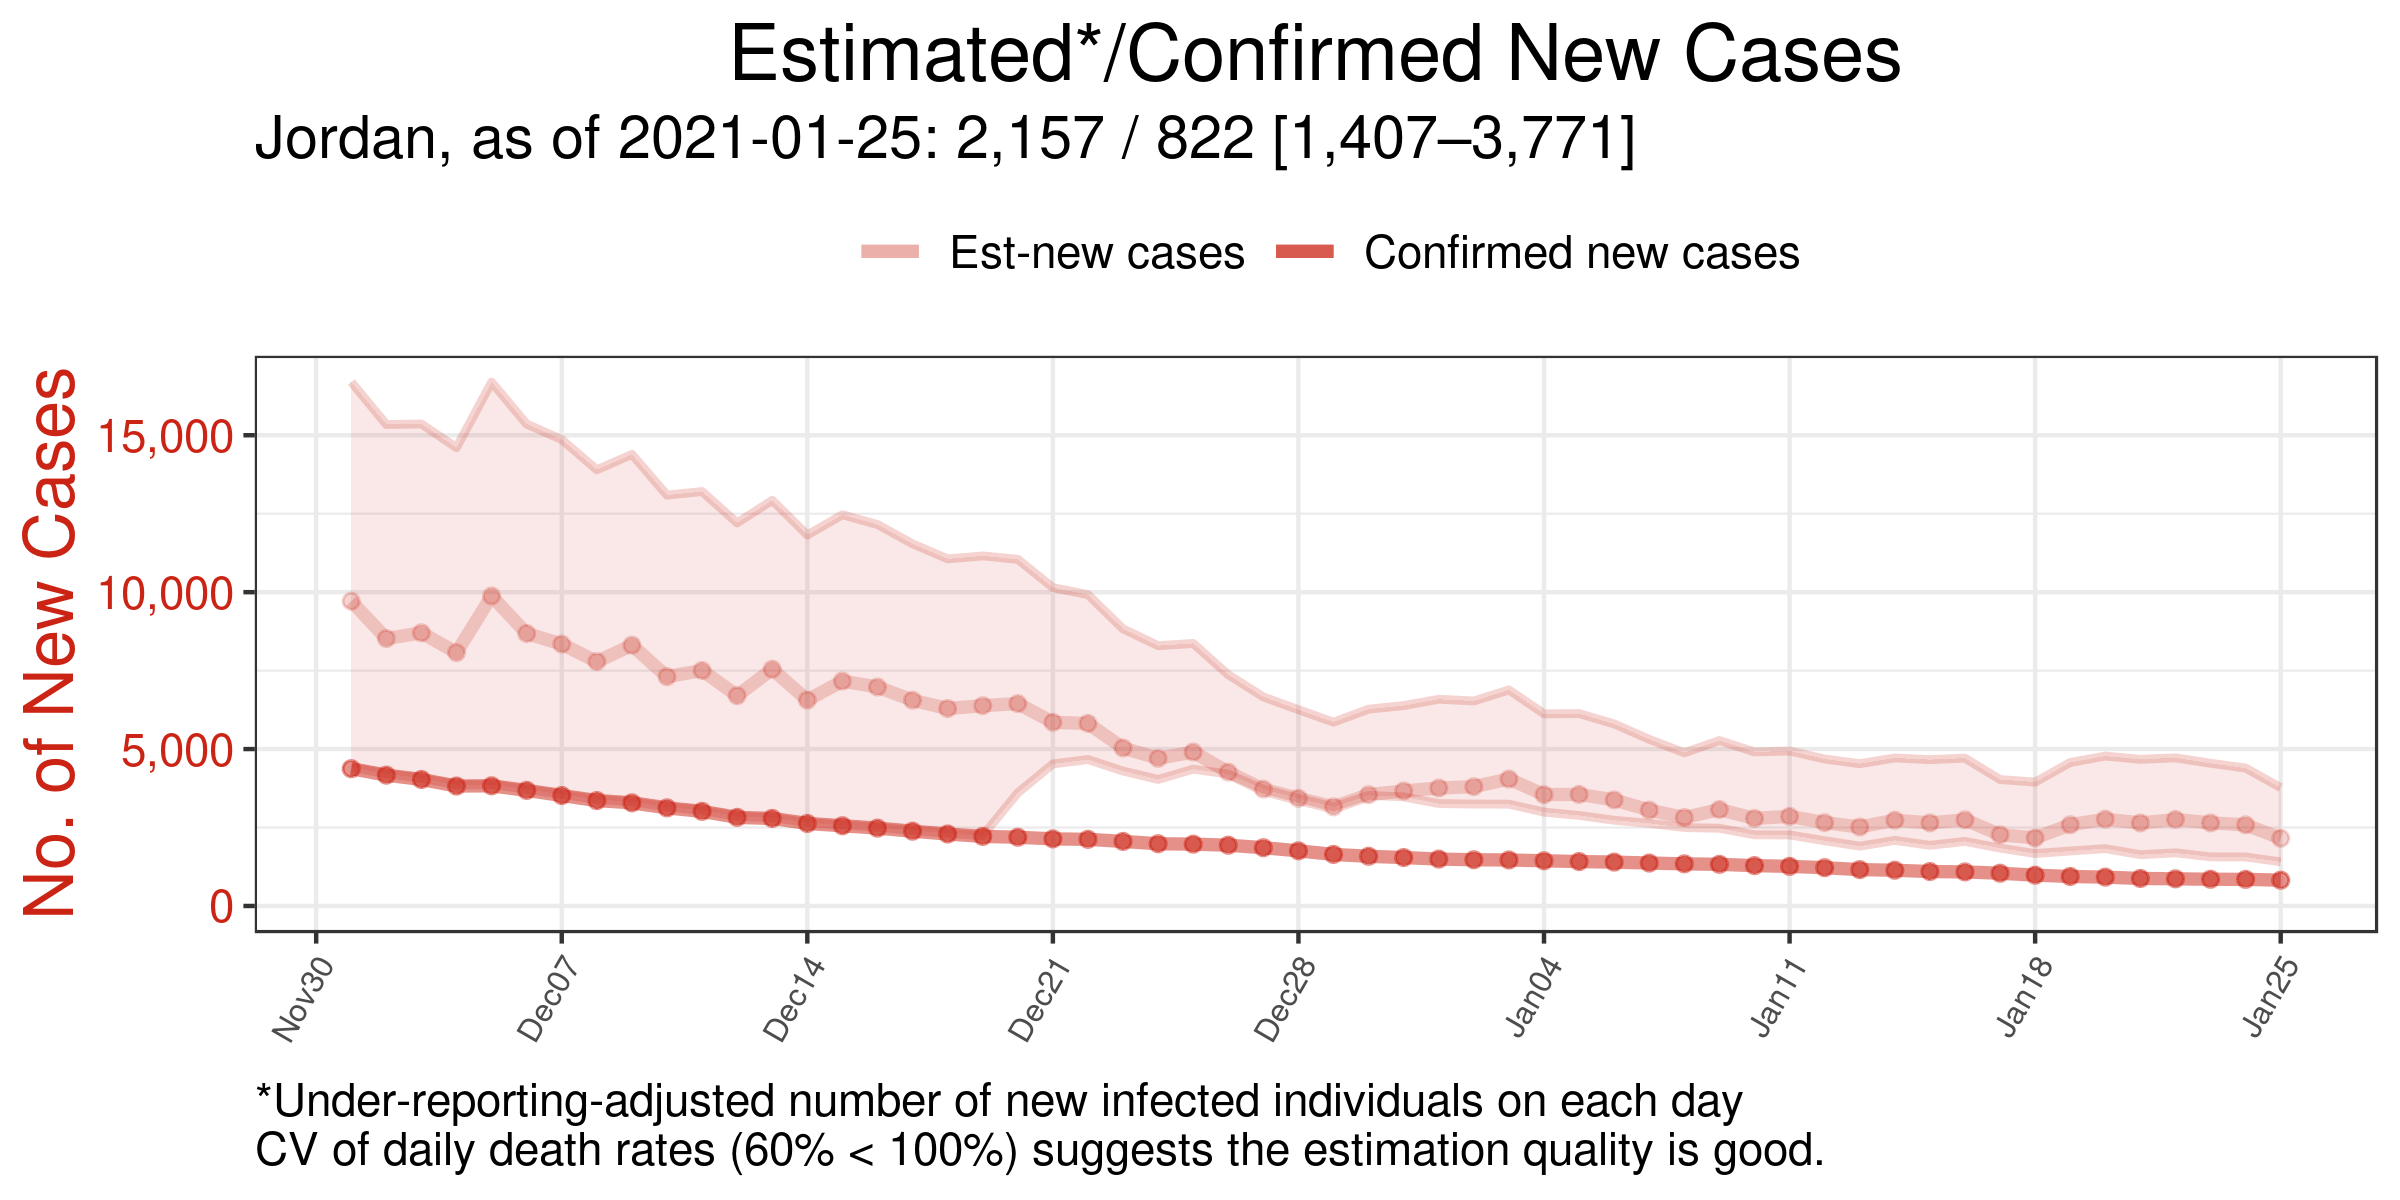 Estimated*/Confirmed New Cases
Jordan, as of 2021-01-25: 2,157 / 822 [1,407–3,771]
Est-new cases
Confirmed new cases
No. of New Cases
15,000
10,000
5,000
0
Nov30
Dec07
Dec14
Dec21
Dec28
Jan04
Jan11
Jan18
Jan25
*Under-reporting-adjusted number of new infected individuals on each day
CV of daily death rates (60% < 100%) suggests the estimation quality is good.